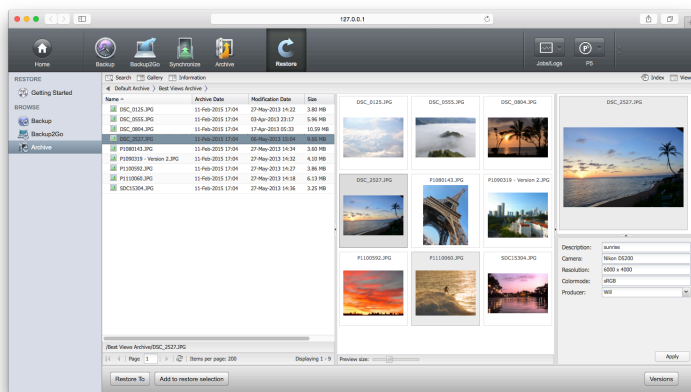 127.0.0.1
Home
Backup
Backup2Go
Synchronize
Archive
Restore
Jobs/Logs
P5
RESTORE
Getting Started
BROWSE
Backup
Backup2Go
Archive
Search Gallery Information
Index View
Default Archive Best Views Archive
Name Archive Date Modification Date Size
DSC_0125.JPG 11-Feb-2015 17:04 27-May-2013 14:22 3.80 MB
DSC_0555.JPG 11-Feb-2015 17:04 03-Apr-2013 23:17 5.96 MB
DSC_0804.JPG 11-Feb-2015 17:04 17-Apr-2013 05:33 10.59 MB
DSC_2527.JPG 11-Feb-2015 17:04
P1080143.JPG 11-Feb-2015 17:04 27-May-2013 14:34 3.60 MB
P1090319 - Version 2.JPG 11-Feb-2015 17:04 27-May-2013 14:32 4.10 MB
P1100592.JPG 11-Feb-2015 17:04 27-May-2013 14:27 3.86 MB
P1110060.JPG 11-Feb-2015 17:04 27-May-2013 14:18 6.13 MB
SDC15304.JPG 11-Feb-2015 17:04 27-May-2013 14:36 3.25 MB
DSC_0125.JPG
DSC_0555.JPG
DSC_0804.JPG
DSC_2527.JPG
P1080143.JPG
P1090319 - Version 2.JPG
P1100592.JPG
P1110060.JPG
SDC15304.JPG
DSC_2527.JPG
Description: sunrise
Camera: Nikon D5200
Resolution: 6000 x 4000
Colormode: sRGB
Producer: Will
Apply
/Best Views Archive/DSC_2527.JPG
Page 1 Items per page: 200 Displaying 1 - 9
Preview size:
Restore To
Add to restore selection
Versions